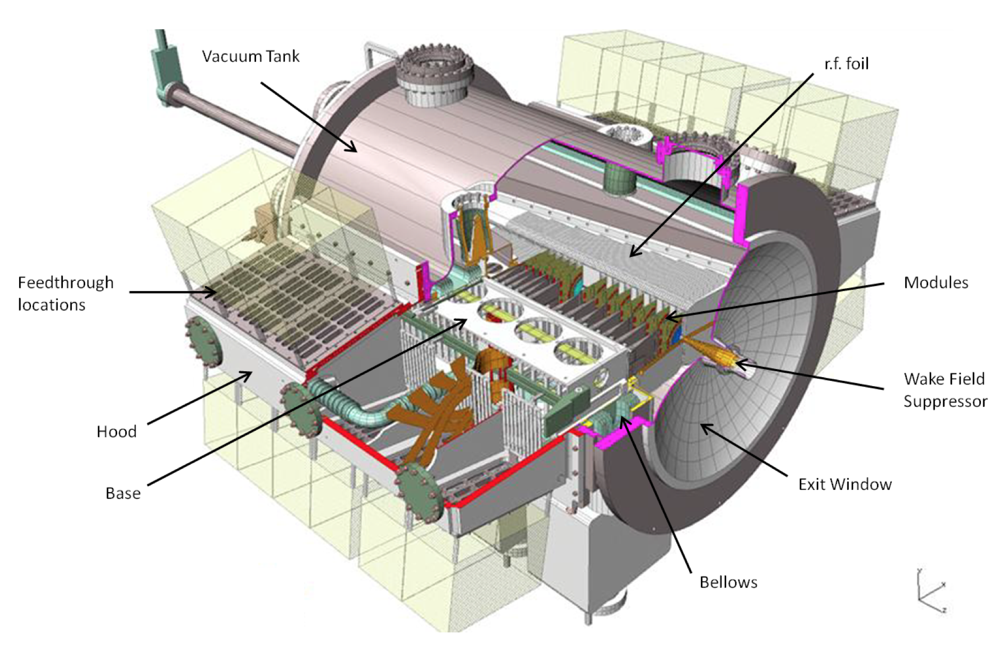 Vacuum Tank
r.f. foil
Feedthrough
locations
Modules
Wake Field
Suppressor
Hood
Base
Exit Window
Bellows
y
x
z